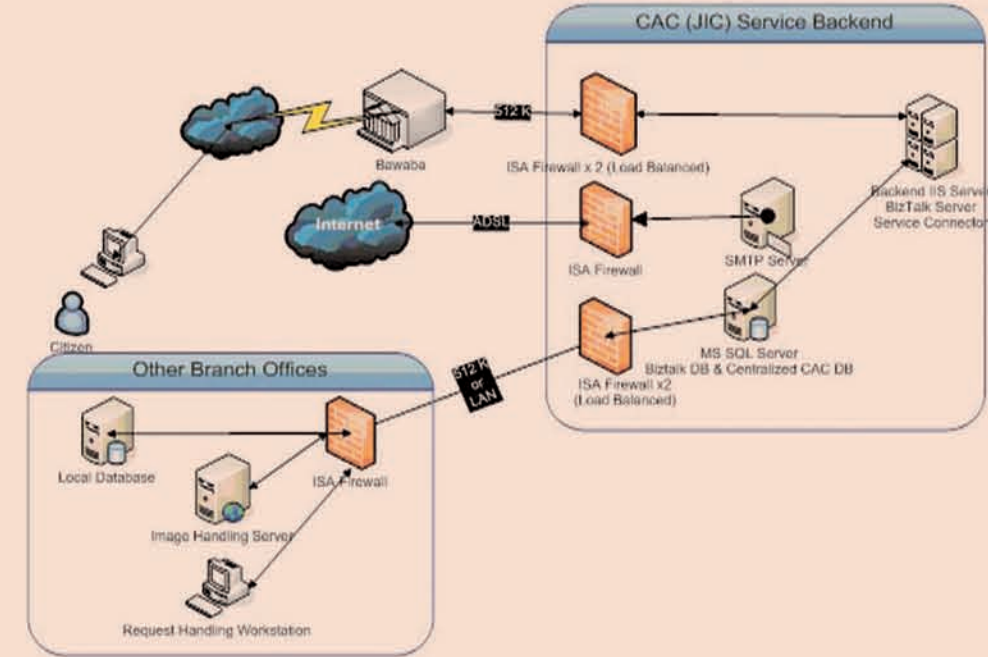 CAC (JIC) Service Backend
512 K
Bawaba
ISA Firewall x 2 (Load Balanced)
Backend IIS Server
BizTalk Server
Service Connector
Internet
ADSL
ISA Firewall
SMTP Server
Citizen
MS SQL Server
Biztalk DB & Centralized CAC DB
ISA Firewall x2
(Load Balanced)
512 K
or
LAN
Other Branch Offices
Local Database
ISA Firewall
Image Handling Server
Request Handling Workstation